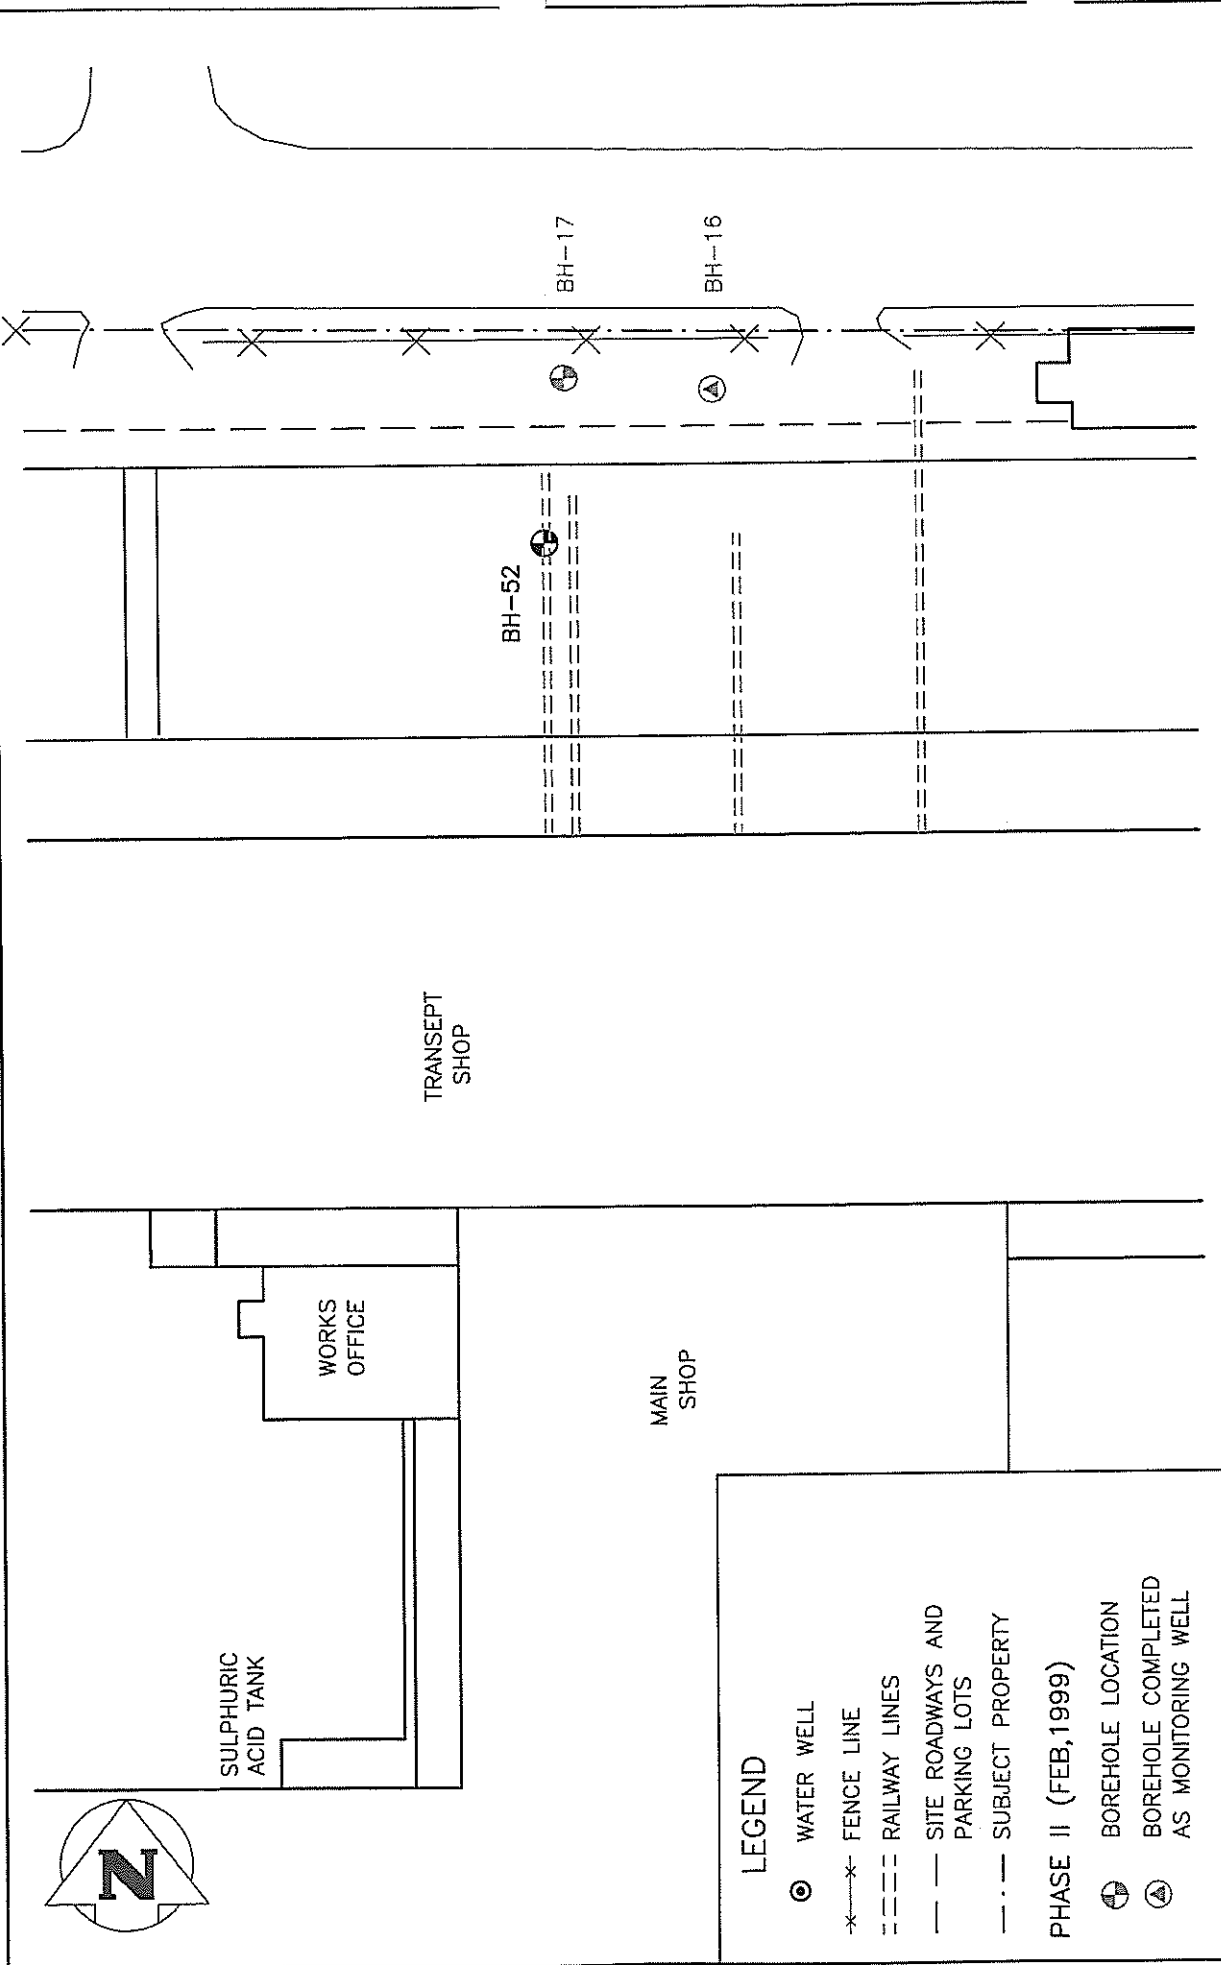 SULPHURIC
ACID TANK
WORKS
OFFICE
TRANSEPT
SHOP
BH-52
BH-17
BH-16
MAIN
SHOP
N
LEGEND
WATER WELL
FENCE LINE
RAILWAY LINES
SITE ROADWAYS AND
PARKING LOTS
SUBJECT PROPERTY
PHASE II (FEB,1999)
BOREHOLE LOCATION
BOREHOLE COMPLETED
AS MONITORING WELL